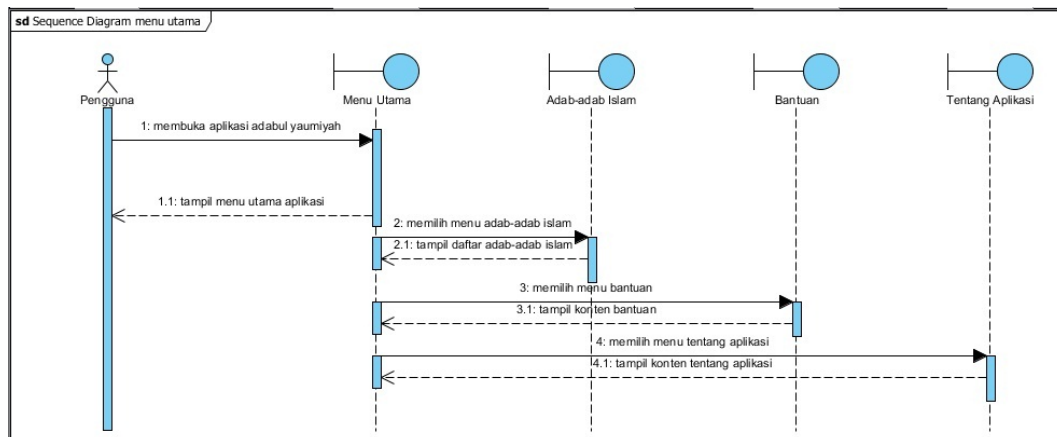 sd Sequence Diagram menu utama
Pengguna
Menu Utama
Adab-adab Islam
Bantuan
Tentang Aplikasi
1: membuka aplikasi adabul yaumiyah
1.1: tampil menu utama aplikasi
2: memilih menu adab-adab islam
2.1: tampil daftar adab-adab islam
3: memilih menu bantuan
3.1: tampil konten bantuan
4: memilih menu tentang aplikasi
4.1: tampil konten tentang aplikasi